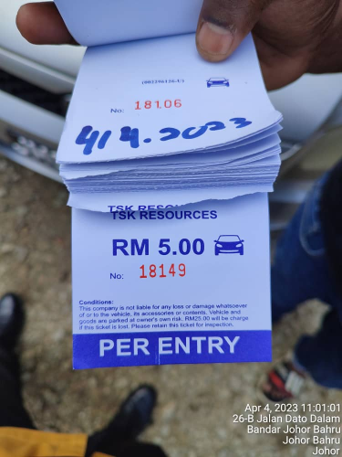 No: 18106
4/4.2023
TSK RESOU
TSK RESOURCES
RM 5.00
No: 18149
Conditions:
This company is not liable for any loss or damage whatsoever
of or to the vehicle, its accessories or contents. Vehicle and
goods are parked at owner's own risk. RM25.00 will be charge
if this ticket is lost. Please retain this ticket for inspection.
PER ENTRY
Apr 4, 2023 11:01:01
26-B Jalan Dato Dalam
Bandar Johor Bahru
Johor Bahru
Johor